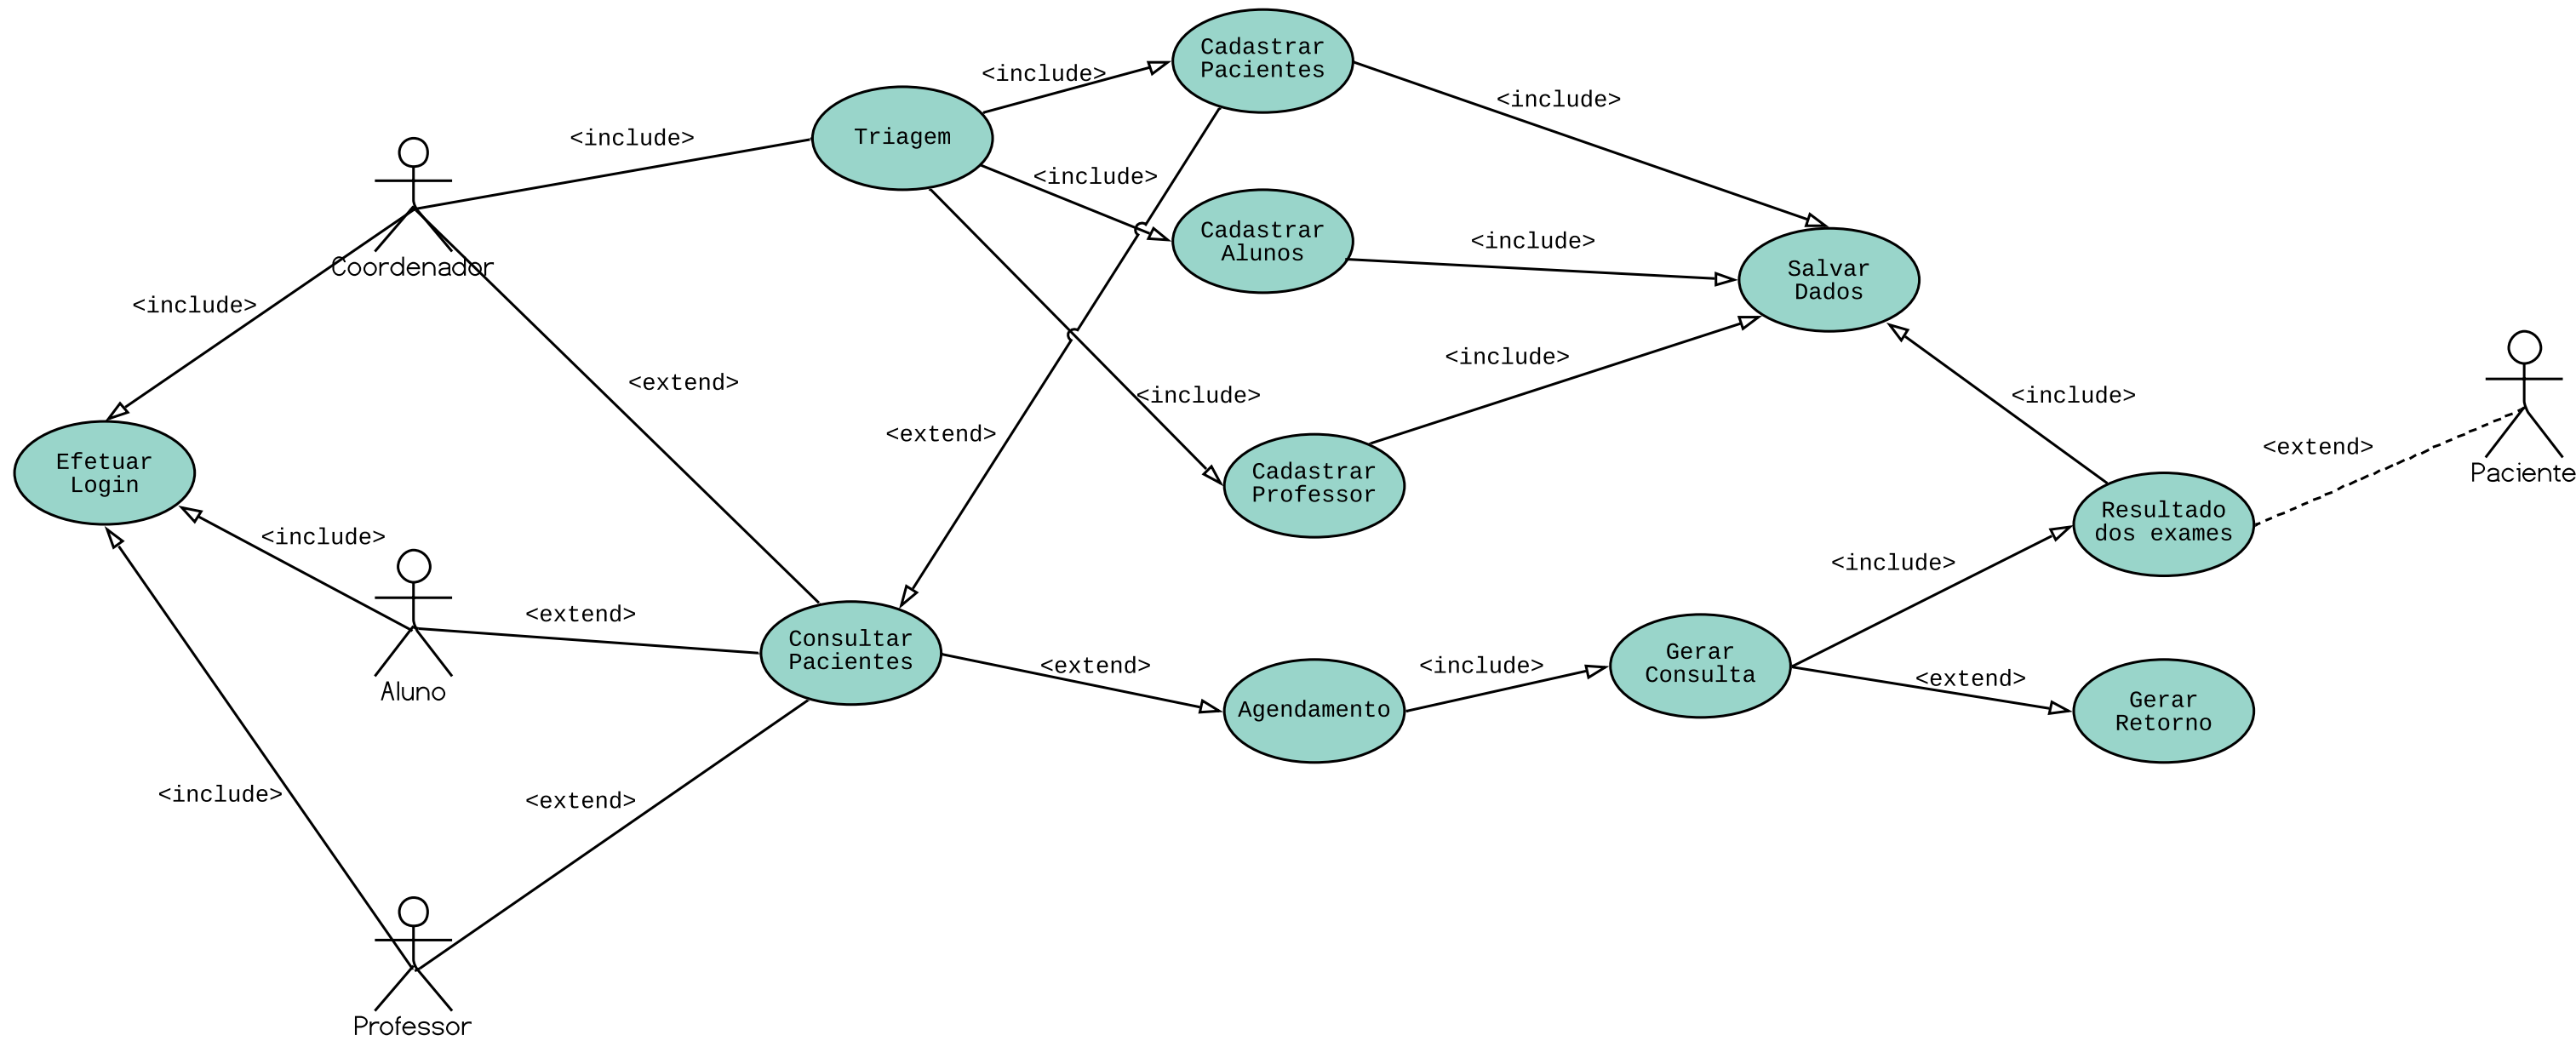 Cadastrar
Pacientes
<include>
<include>
Triagem
<include>
<include>
Cadastrar
Alunos
<include>
Salvar
Dados
Coordenador
<include>
<include>
<extend>
<include>
<include>
<extend>
<extend>
Paciente
Efetuar
Login
Cadastrar
Professor
Resultado
dos exames
<include>
<include>
<extend>
Consultar
Pacientes
<extend>
<include>
Gerar
Consulta
<extend>
Aluno
Agendamento
Gerar
Retorno
<include>
<extend>
Professor